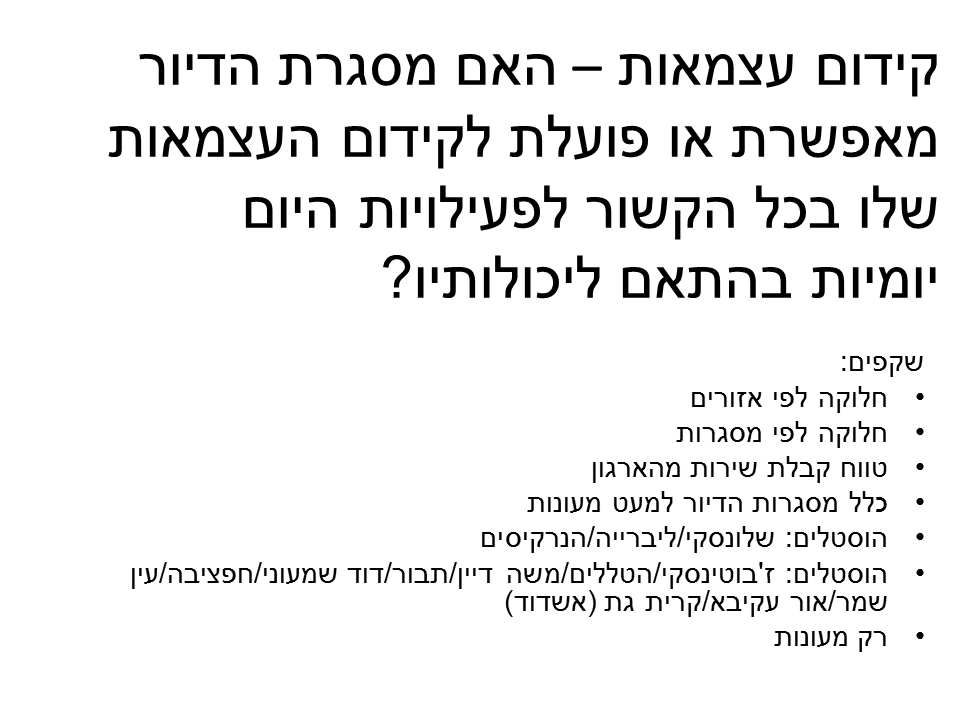 קידום עצמאות – האם מסגרת הדיור
מאפשרת או פועלת לקידום העצמאות
שלו בכל הקשור לפעילויות היום
יומיות בהתאם ליכולותיו?
שקפים:
• חלוקה לפי אזורים
• חלוקה לפי מסגרות
• טווח קבלת שירות מהארגון
• כלל מסגרות הדיור למעט מעונות
• הוסטלים: שלונסקי/ליברייה/הנרקיסים
• הוסטלים: ז'בוטינסקי/הטללים/משה דיין/תבור/דוד שמעוני/חפציבה/עין
שמר/אור עקיבא/קרית גת (אשדוד)
• רק מעונות